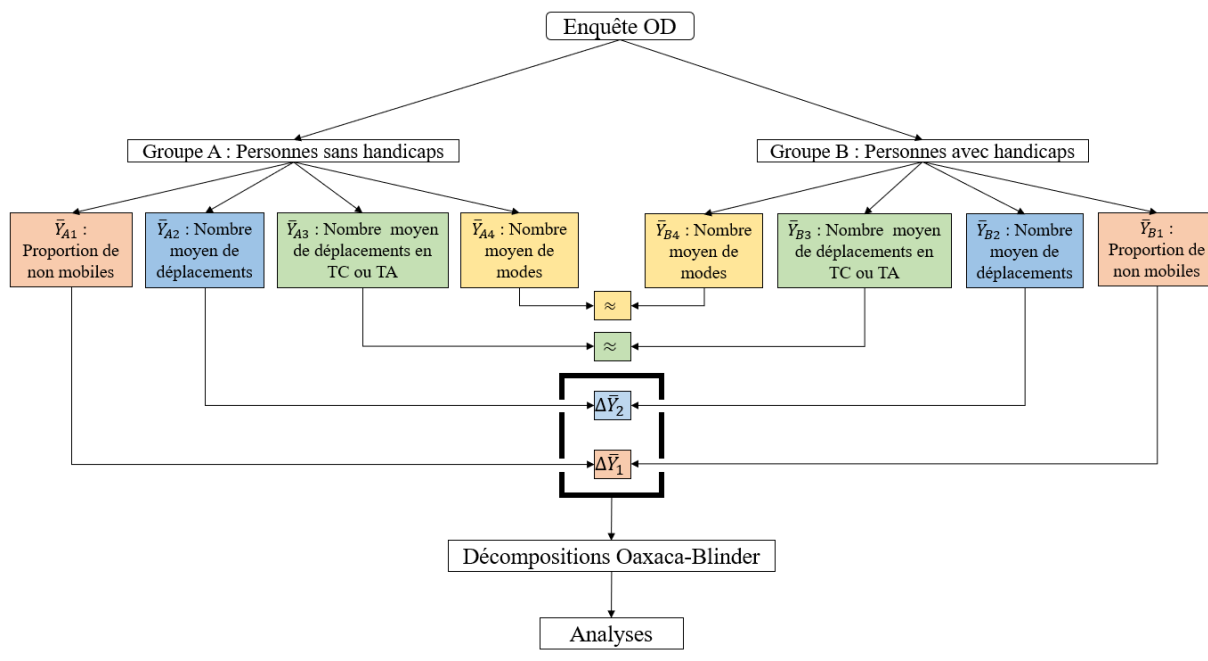 Enquête OD
Groupe A : Personnes sans handicaps
Groupe B : Personnes avec handicaps
Ȳ_A1 :
Proportion de
non mobiles
Ȳ_A2 : Nombre
moyen de
déplacements
Ȳ_A3 : Nombre moyen
de déplacements en
TC ou TA
Ȳ_A4 : Nombre
moyen de
modes
Ȳ_B4 : Nombre
moyen de
modes
Ȳ_B3 : Nombre moyen
de déplacements en
TC ou TA
Ȳ_B2 : Nombre
moyen de
déplacements
Ȳ_B1 :
Proportion de
non mobiles
≈
≈
ΔȲ_2
ΔȲ_1
Décompositions Oaxaca-Blinder
Analyses